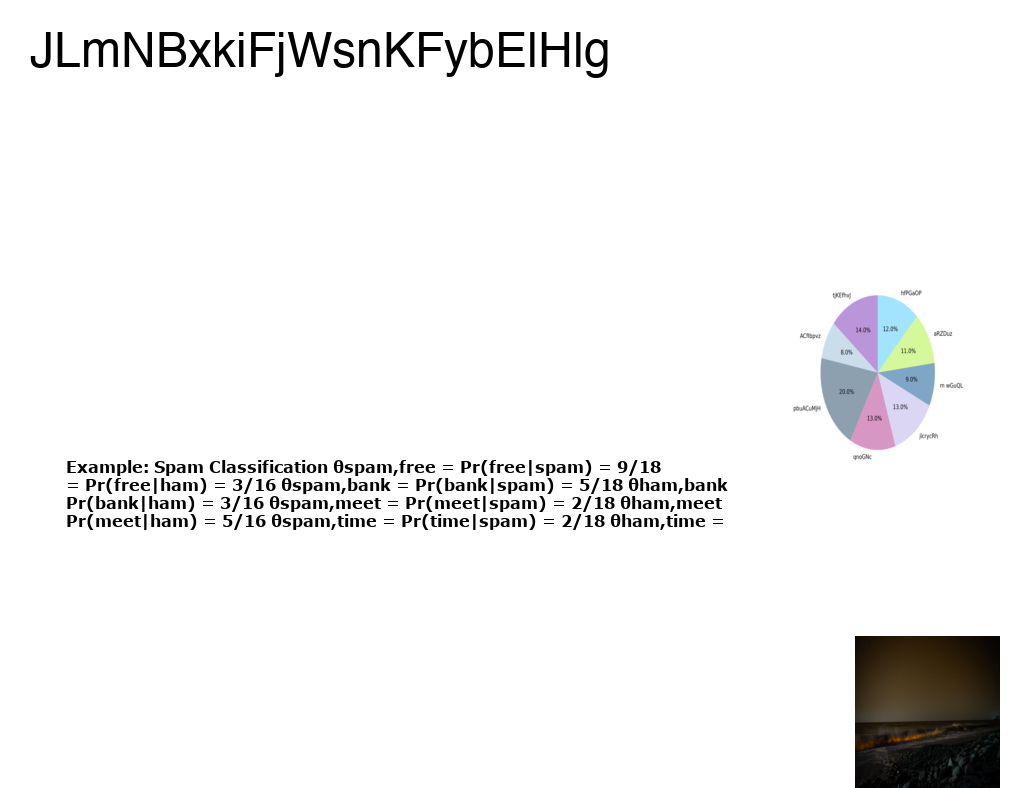 JLmNBxkiFjWsnKFybElHlg
hfPGaOP
tjKEfhvJ
aRZDuz
14.0%
12.0%
ACflbpvz
8.0%
11.0%
9.0%
m wGuQL
20.0%
pbuACuMjH
13.0%
13.0%
jlcrycRh
qnoGNc
Example: Spam Classification θspam,free = Pr(free|spam) = 9/18
= Pr(free|ham) = 3/16 θspam,bank = Pr(bank|spam) = 5/18 θham,bank
Pr(bank|ham) = 3/16 θspam,meet = Pr(meet|spam) = 2/18 θham,meet
Pr(meet|ham) = 5/16 θspam,time = Pr(time|spam) = 2/18 θham,time =